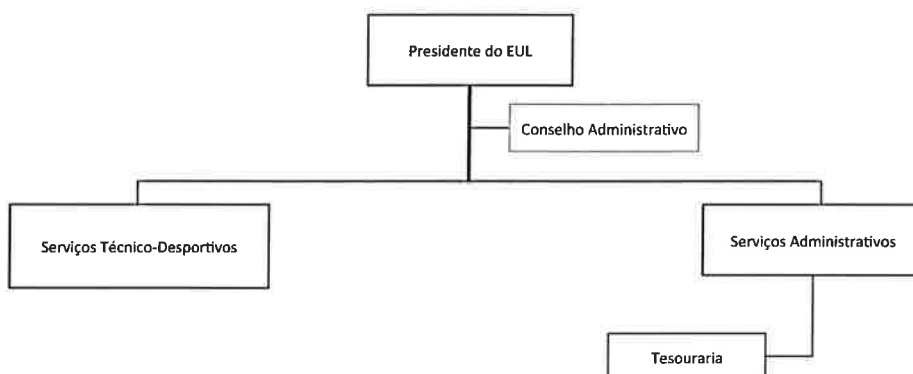 Presidente do EUL
Conselho Administrativo
Serviços Técnico-Desportivos
Serviços Administrativos
Tesouraria